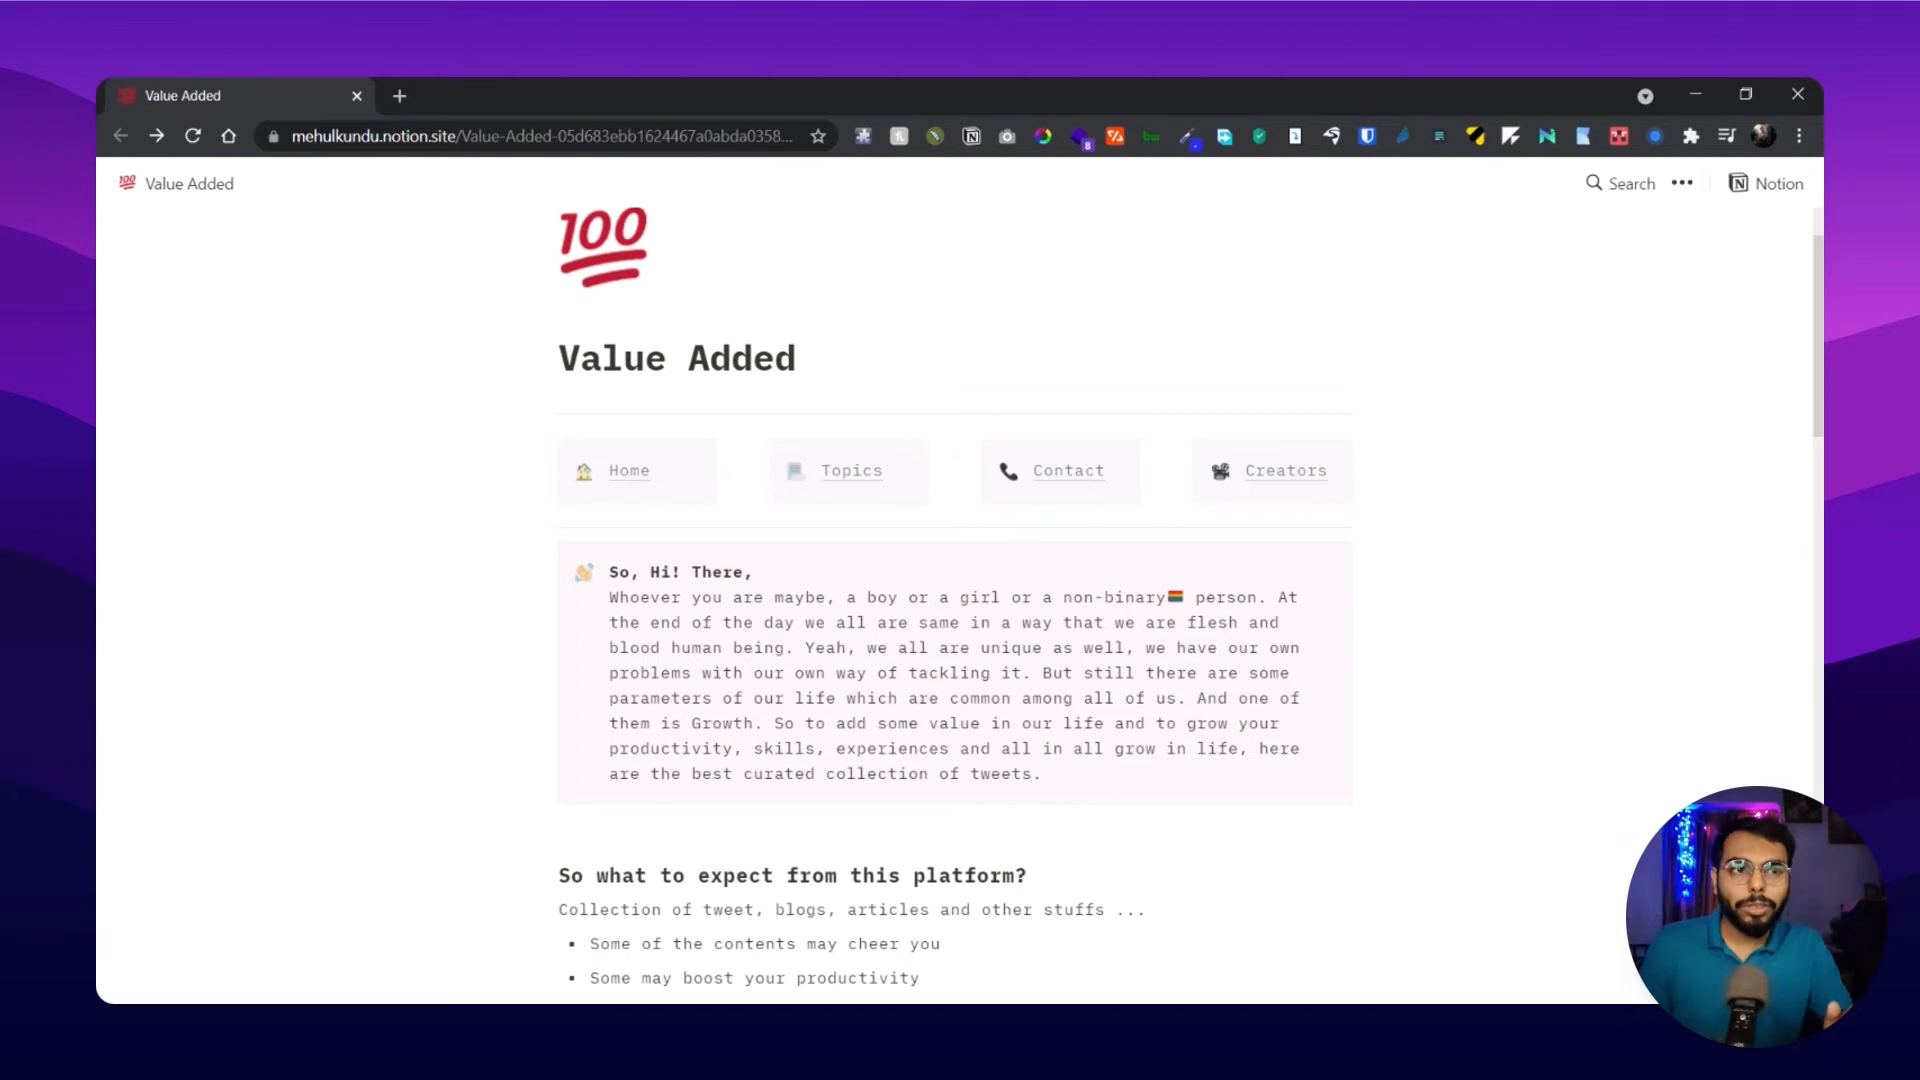 Value Added
mehulkundu.notion.site/Value-Added-05d683ebb1624467a0abda0358...
8
Value Added
Search
Notion
100
Value Added
Home
Topics
Contact
Creators
So, Hi! There,
Whoever you are maybe, a boy or a girl or a non-binary person. At
the end of the day we all are same in a way that we are flesh and
blood human being. Yeah, we all are unique as well, we have our own
problems with our own way of tackling it. But still there are some
parameters of our life which are common among all of us. And one of
them is Growth. So to add some value in our life and to grow your
productivity, skills, experiences and all in all grow in life, here
are the best curated collection of tweets.
So what to expect from this platform?
Collection of tweet, blogs, articles and other stuffs ...
▪ Some of the contents may cheer you
▪ Some may boost your productivity